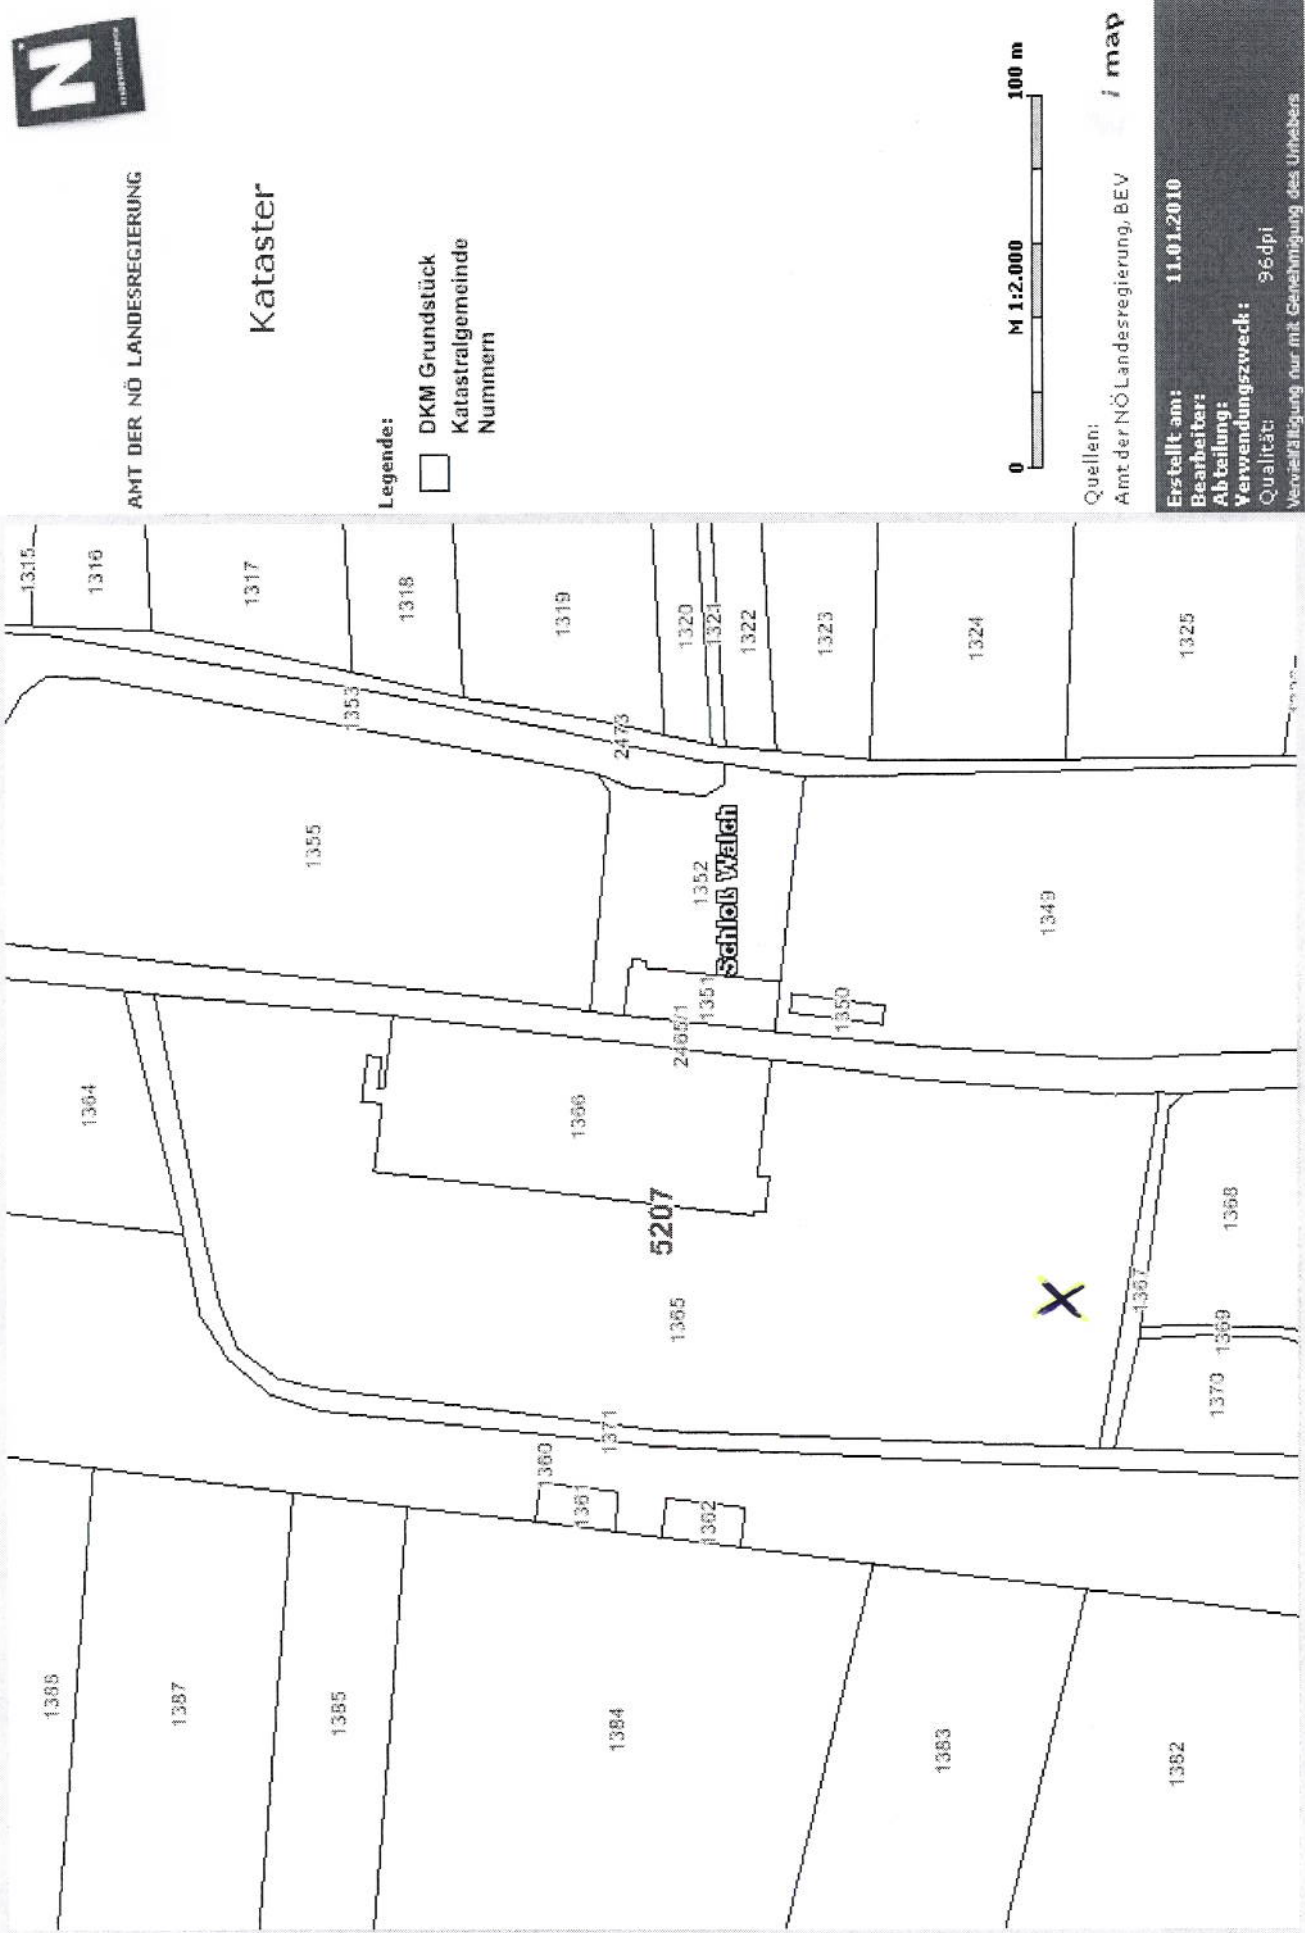 AMT DER NÖ LANDESREGIERUNG
N
Kataster
Legende:
DKM Grundstück
Katastralgemeinde
Nummern
0
M 1:2.000
100 m
Quellen:
Amt der NÖ Landesregierung, BEV
i map
Erstellt am: 11.01.2010
Bearbeiter:
Abteilung:
Verwendungszweck:
Qualität: 96dpi
Vervielfältigung nur mit Genehmigung des Urhebers
1315
1316
1317
1318
1319
1320
1321
1322
1323
1324
1325
1353
2473
1355
1352
Schloß Walch
1349
1351
1350
2465/1
1364
1366
5207
1365
X
1368
1367
1369
1370
1371
1360
1361
1362
1387
1385
1384
1383
1382